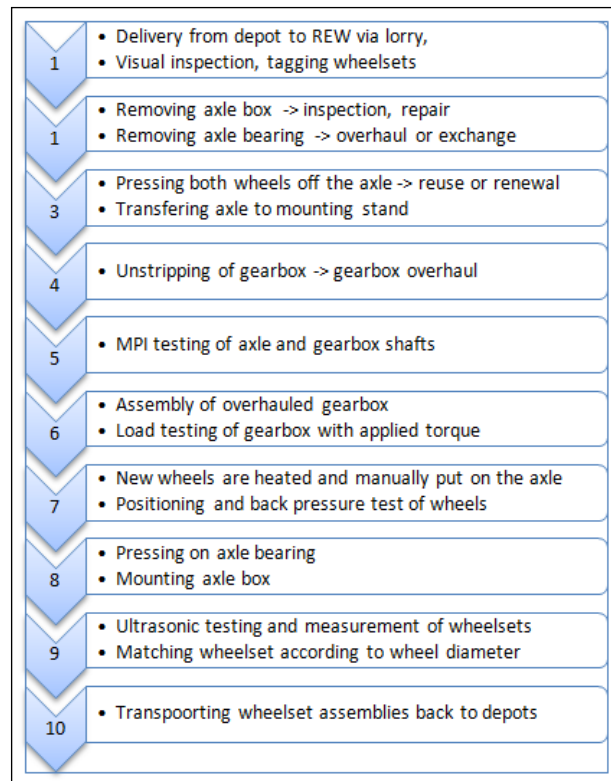 1
• Delivery from depot to REW via lorry,
• Visual inspection, tagging wheelsets
1
• Removing axle box -> inspection, repair
• Removing axle bearing -> overhaul or exchange
3
• Pressing both wheels off the axle -> reuse or renewal
• Transfering axle to mounting stand
4
• Unstripping of gearbox -> gearbox overhaul
5
• MPI testing of axle and gearbox shafts
6
• Assembly of overhauled gearbox
• Load testing of gearbox with applied torque
7
• New wheels are heated and manually put on the axle
• Positioning and back pressure test of wheels
8
• Pressing on axle bearing
• Mounting axle box
9
• Ultrasonic testing and measurement of wheelsets
• Matching wheelset according to wheel diameter
10
• Transpoorting wheelset assemblies back to depots